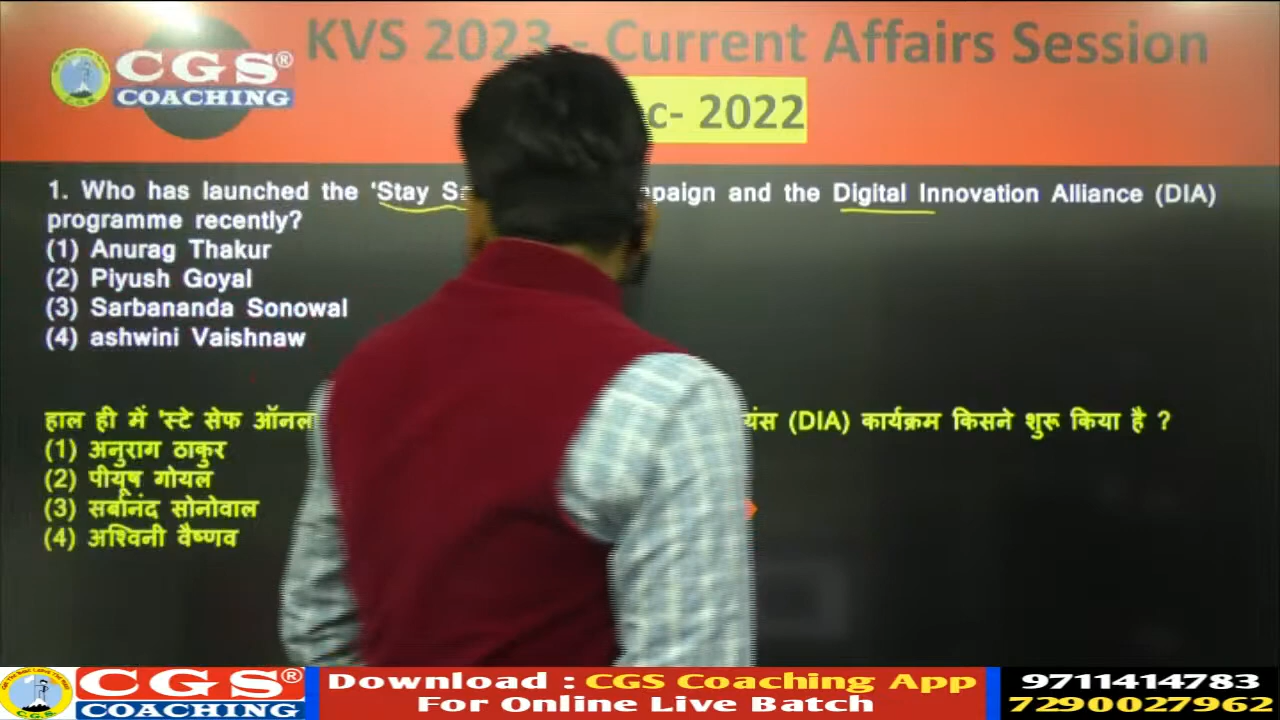 KVS 2023 - Current Affairs Session
CGS®
COACHING
c- 2022
1. Who has launched the 'Stay Sa paign and the Digital Innovation Alliance (DIA)
programme recently?
(1) Anurag Thakur
(2) Piyush Goyal
(3) Sarbananda Sonowal
(4) ashwini Vaishnaw
हाल ही में 'स्टे सेफ ऑनल यंस (DIA) कार्यक्रम किसने शुरू किया है ?
(1) अनुराग ठाकुर
(2) पीयूष गोयल
(3) सर्बानंद सोनोवाल
(4) अश्विनी वैष्णव
CGS®
COACHING
Download : CGS Coaching App
For Online Live Batch
9711414783
7290027962